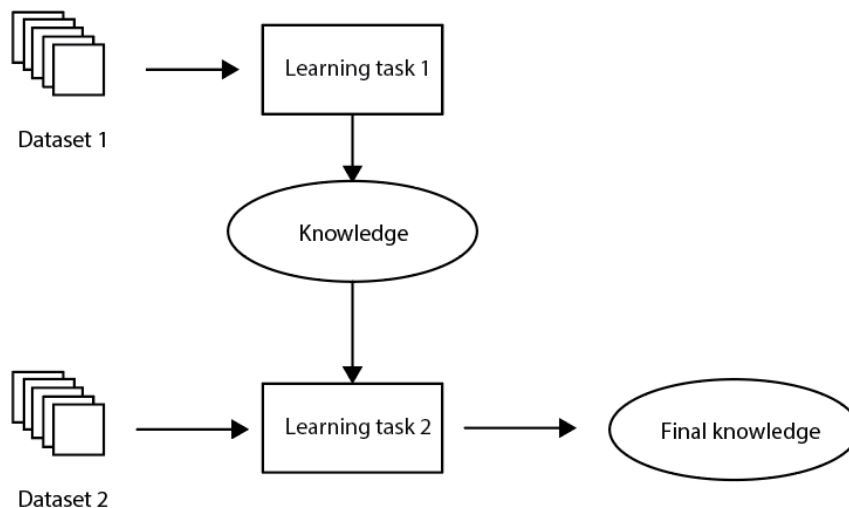 Learning task 1
Dataset 1
Knowledge
Learning task 2
Final knowledge
Dataset 2